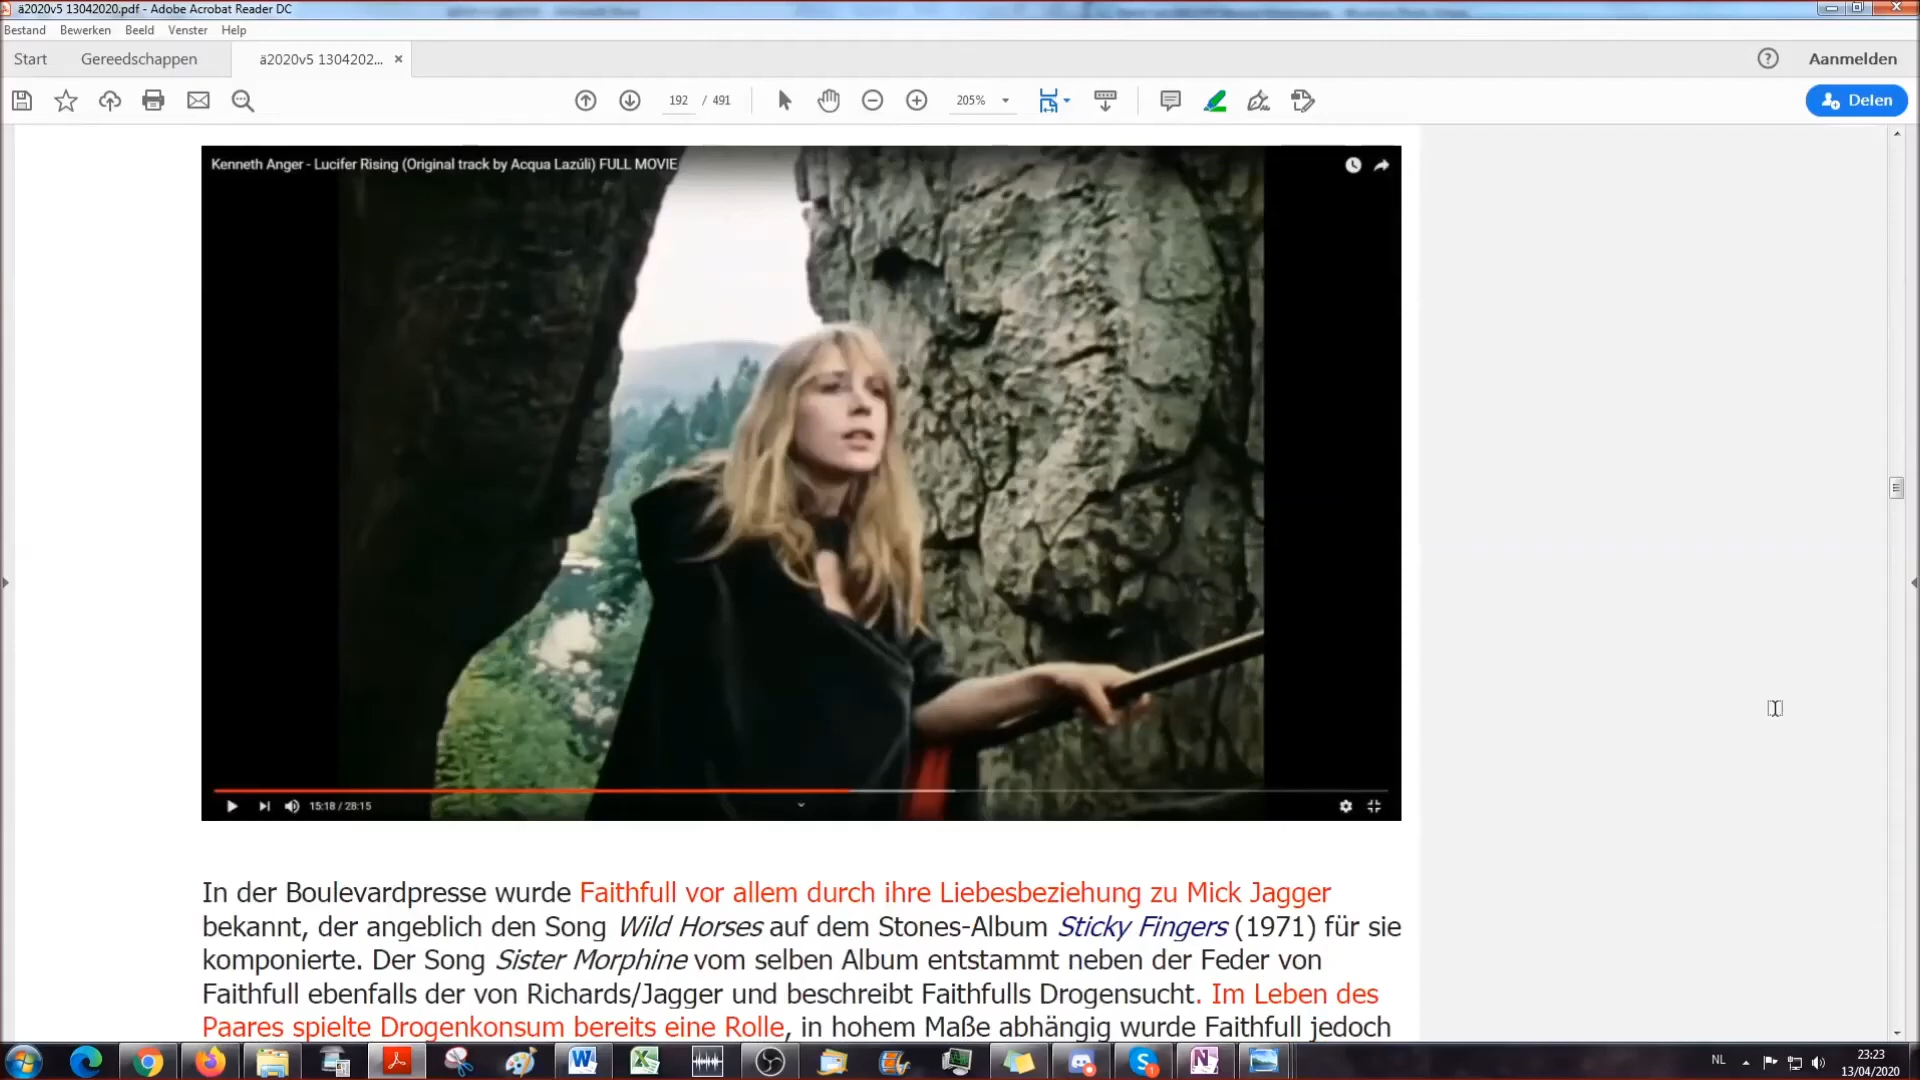 ä2020v5 13042020.pdf - Adobe Acrobat Reader DC
Bestand Bewerken Beeld Venster Help
Start Gereedschappen ä2020v5 1304202... × Aanmelden
192 / 491 205% Delen
Kenneth Anger - Lucifer Rising (Original track by Acqua Lazúli) FULL MOVIE
15:18 / 28:15
In der Boulevardpresse wurde Faithfull vor allem durch ihre Liebesbeziehung zu Mick Jagger
bekannt, der angeblich den Song Wild Horses auf dem Stones-Album Sticky Fingers (1971) für sie
komponierte. Der Song Sister Morphine vom selben Album entstammt neben der Feder von
Faithfull ebenfalls der von Richards/Jagger und beschreibt Faithfulls Drogensucht. Im Leben des
Paares spielte Drogenkonsum bereits eine Rolle, in hohem Maße abhängig wurde Faithfull jedoch
NL 23:23
13/04/2020